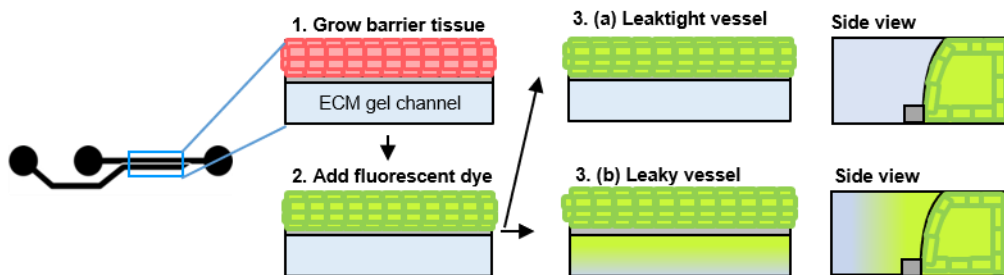 1. Grow barrier tissue
ECM gel channel
2. Add fluorescent dye
3. (a) Leaktight vessel
Side view
3. (b) Leaky vessel
Side view